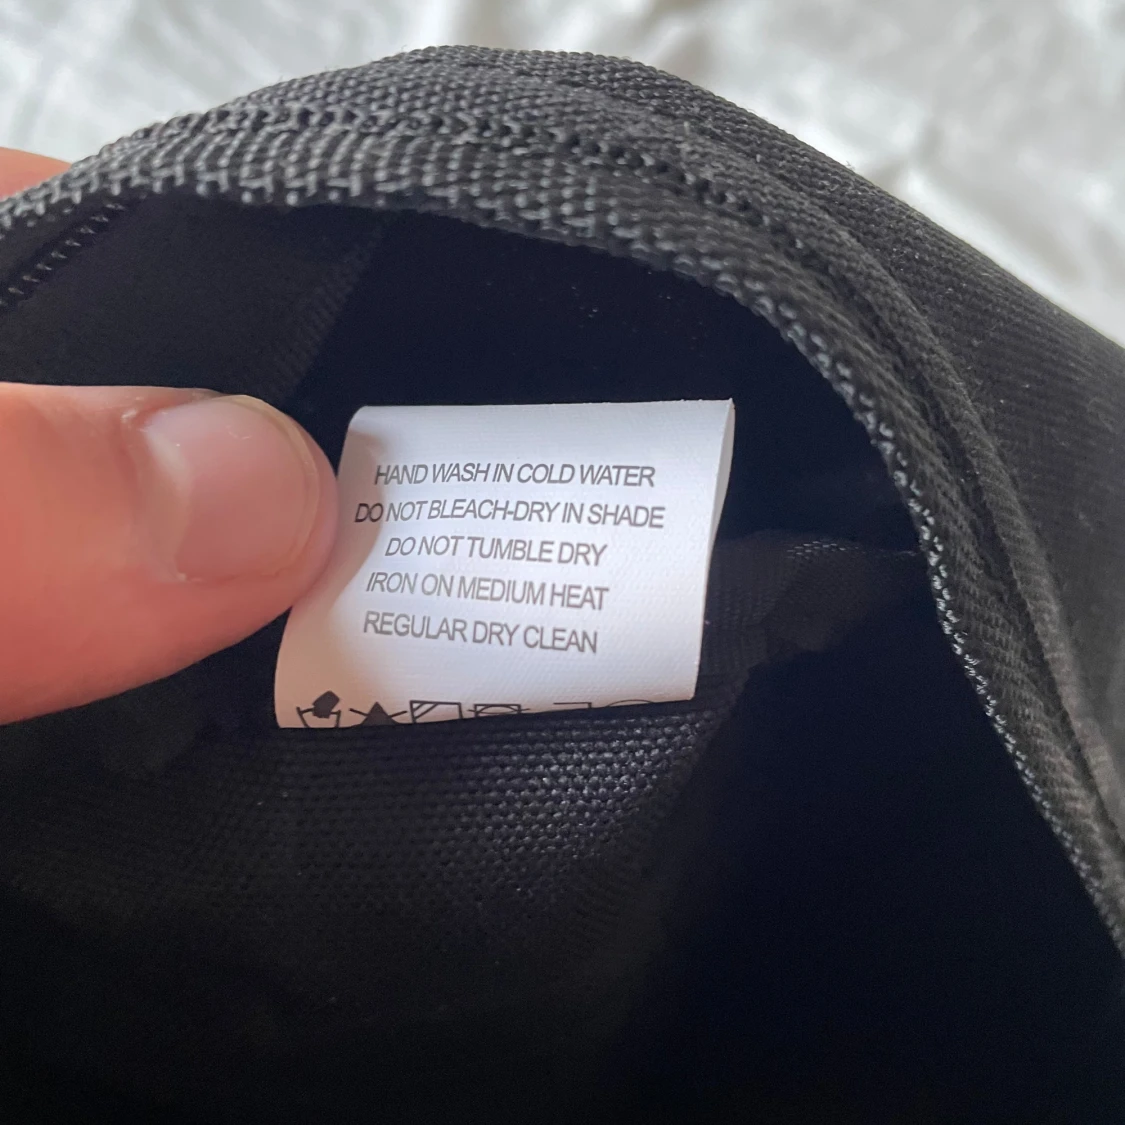 HAND WASH IN COLD WATER
DO NOT BLEACH-DRY IN SHADE
DO NOT TUMBLE DRY
IRON ON MEDIUM HEAT
REGULAR DRY CLEAN